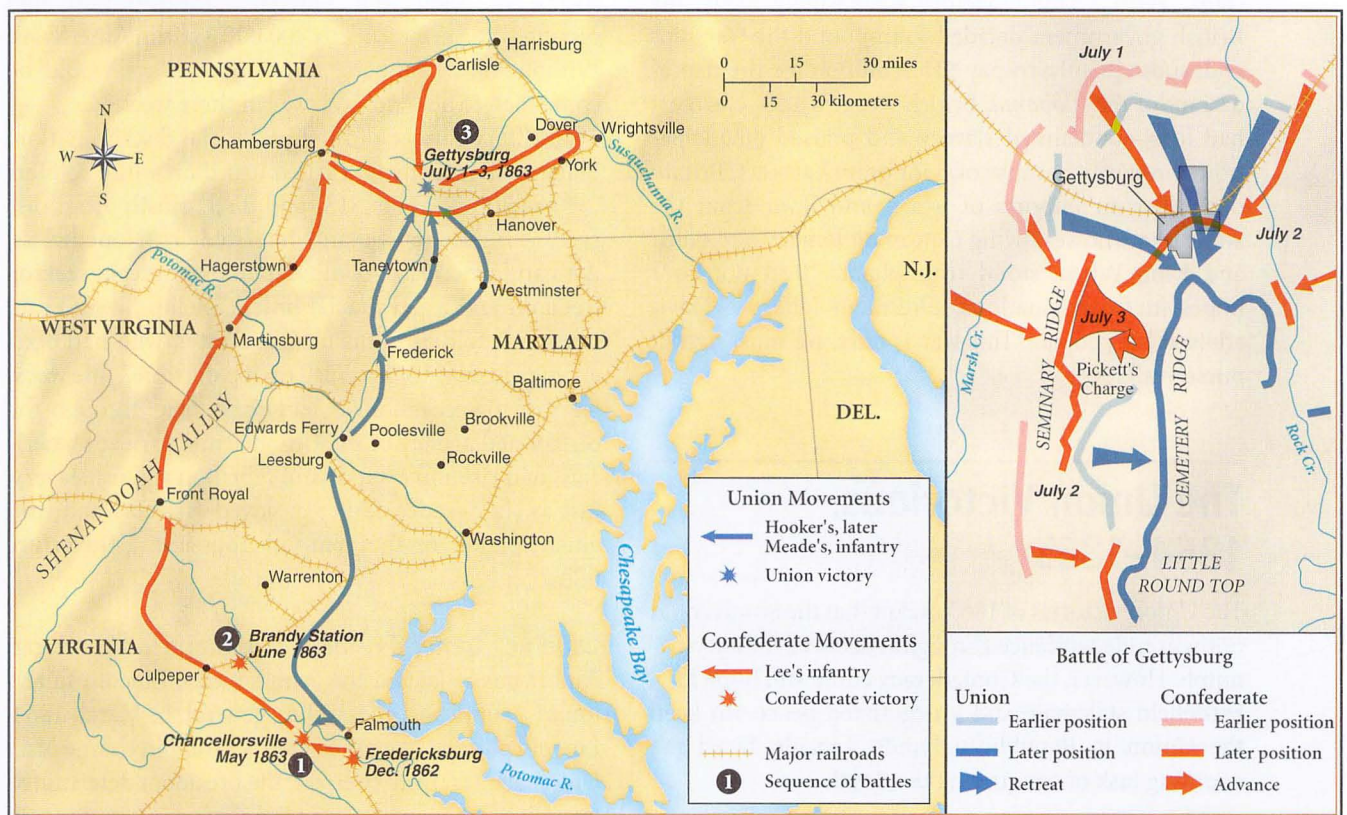 Harrisburg
Carlisle
PENNSYLVANIA
0 15 30 miles
0 15 30 kilometers
N
W E
S
Chambersburg
3
Gettysburg
July 1–3, 1863
Dover
Wrightsville
York
Susquehanna R.
Hanover
Potomac R.
Hagerstown
Taneytown
Westminster
N.J.
WEST VIRGINIA
Martinsburg
Frederick
MARYLAND
Baltimore
DEL.
SHENANDOAH VALLEY
Edwards Ferry
Leesburg
Poolesville
Brookville
Rockville
Front Royal
Washington
Warrenton
Chesapeake Bay
VIRGINIA
2
Brandy Station
June 1863
Culpeper
Falmouth
Chancellorsville
May 1863
1
Fredericksburg
Dec. 1862
Potomac R.
Union Movements
Hooker's, later
Meade's, infantry
Union victory
Confederate Movements
Lee's infantry
Confederate victory
Major railroads
1 Sequence of battles
July 1
Gettysburg
July 2
Marsh Cr.
SEMINARY RIDGE
July 3
Pickett's
Charge
CEMETERY RIDGE
Rock Cr.
July 2
LITTLE
ROUND TOP
Battle of Gettysburg
Union Confederate
Earlier position Earlier position
Later position Later position
Retreat Advance